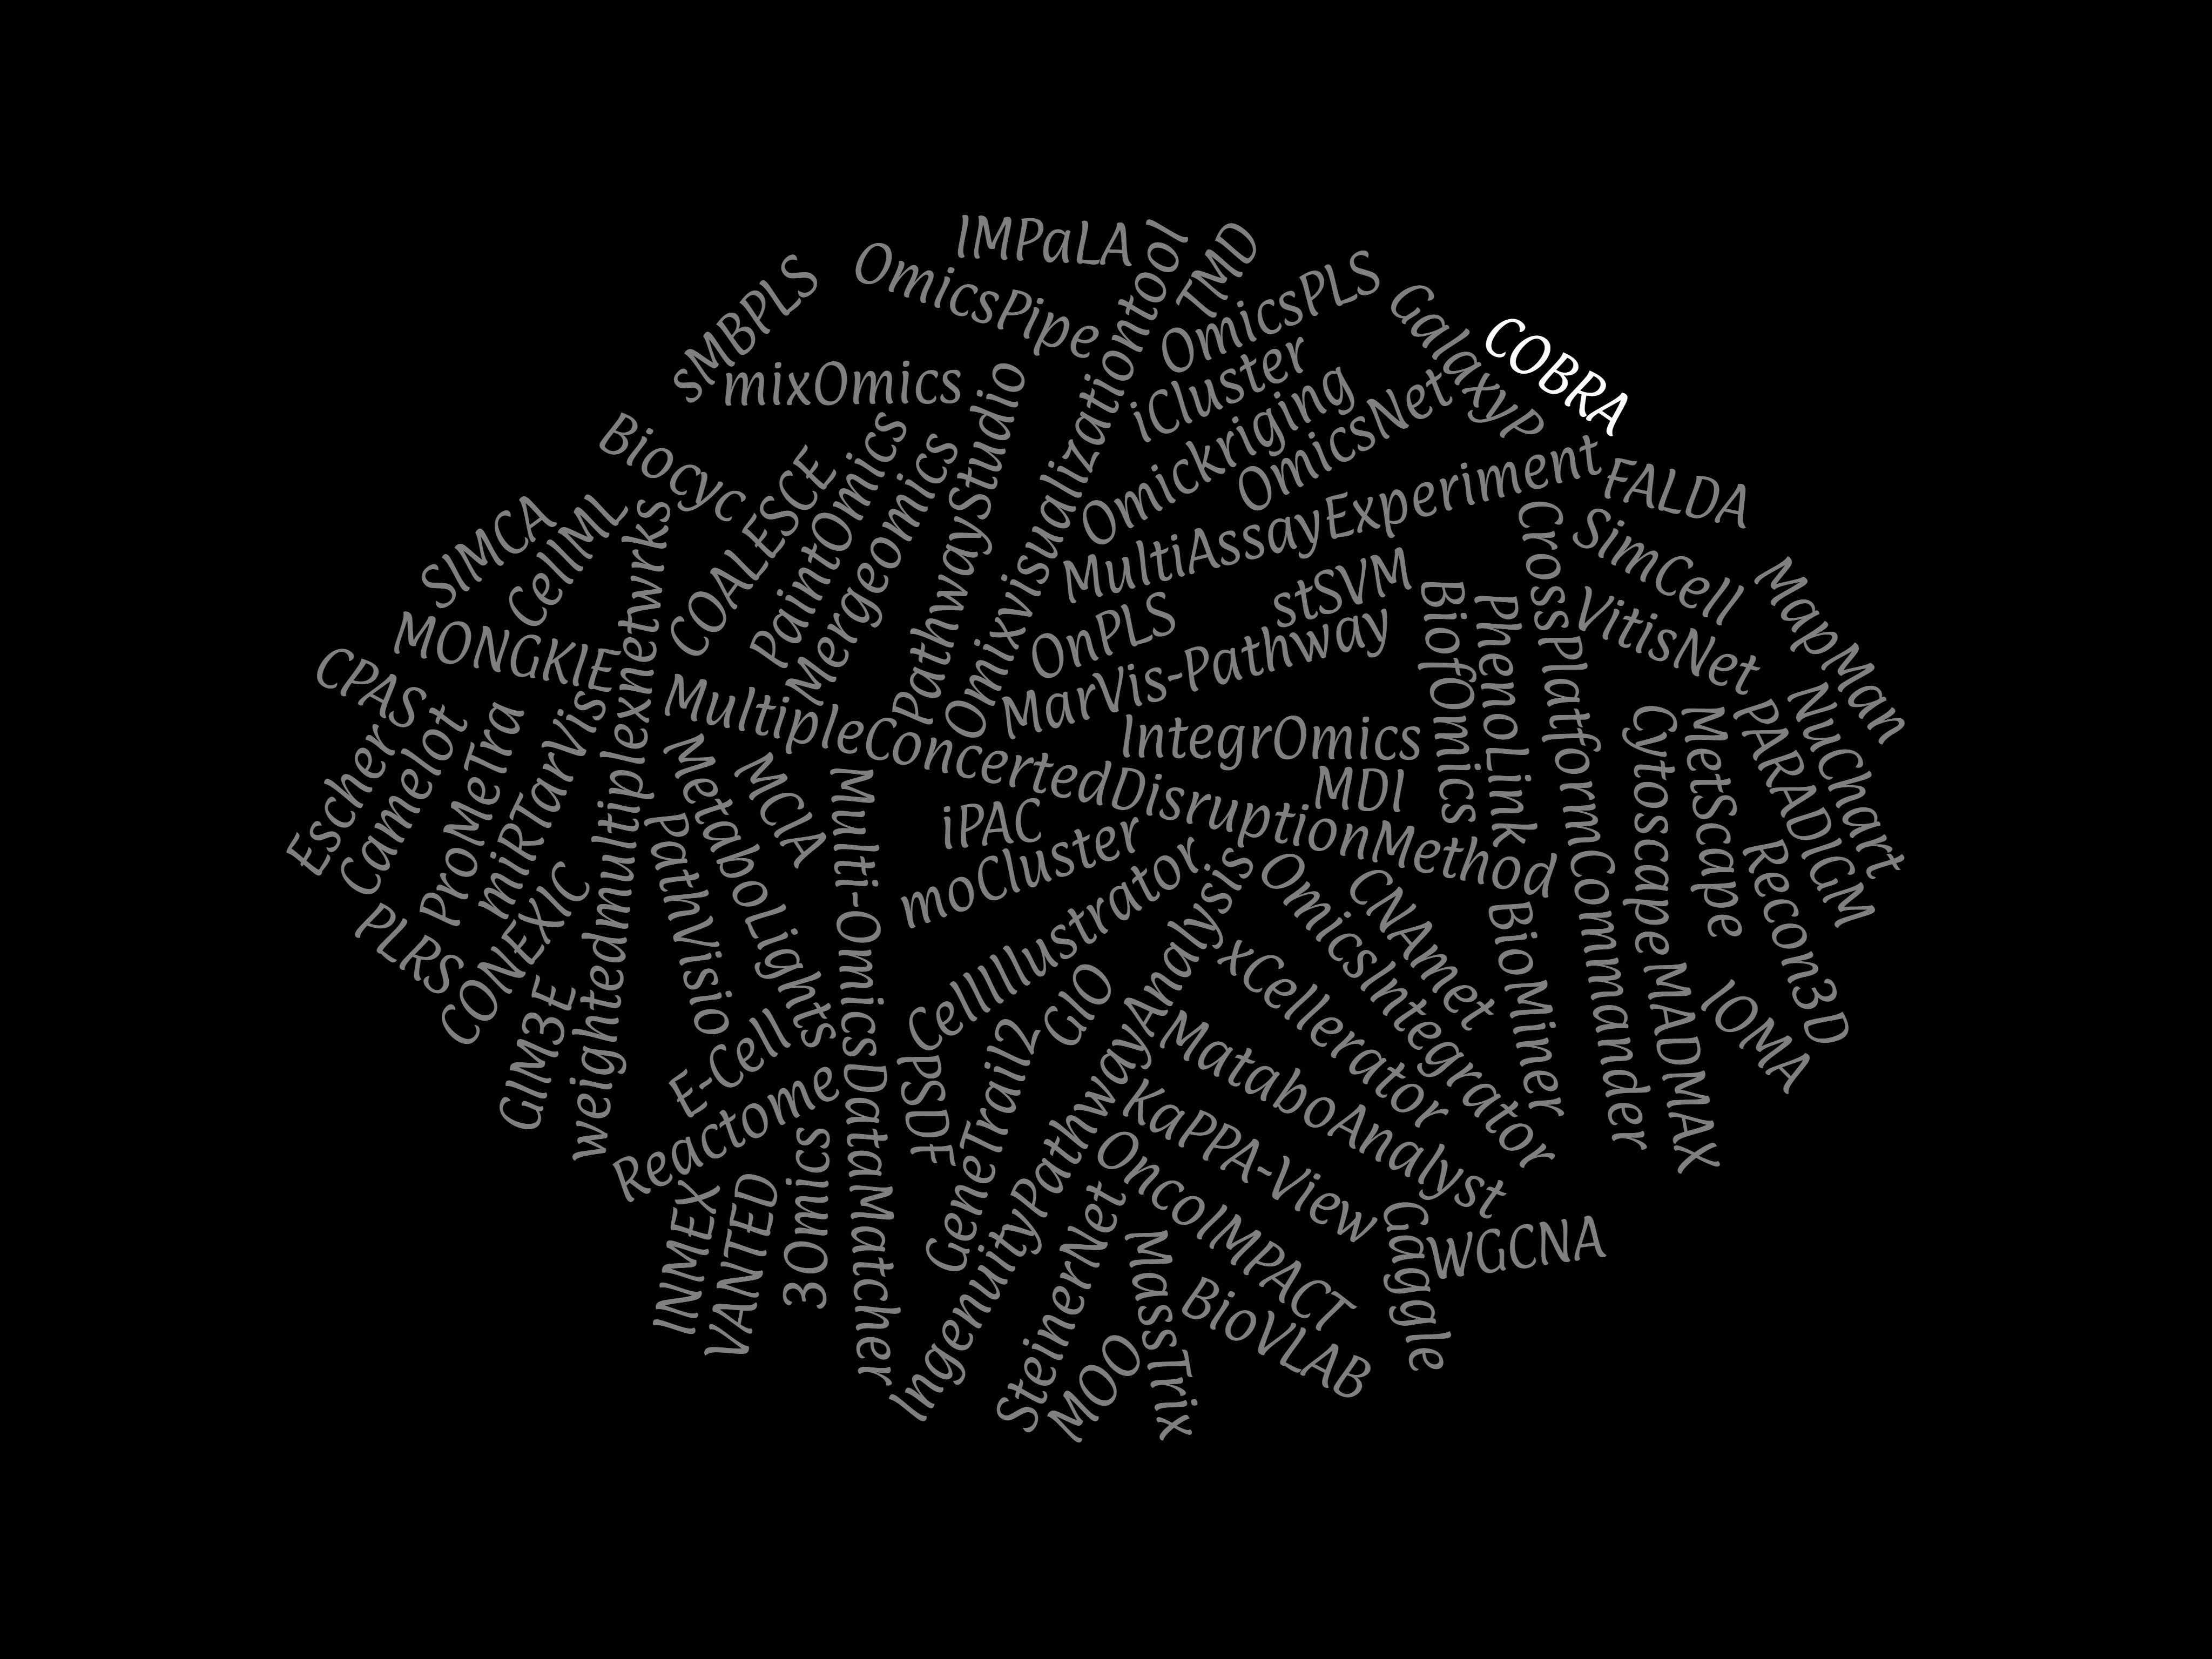 IMPaLA
OmicsPipe
sMBPLS
mixOmics
Omixvisualizationtool
TMD
OmicsPLS
Galaxyp
COBRA
iCluster
Omickriging
OmicsNet
PathwayStudio
Biocyc
COALESCE
PaintOmics
Mergeomics
MultiAssayExperiment
FALDA
SimCell
MapMan
SIMCA
CellML
MONGKIE
CPAS
stSVM
OnPLS
MarVis-Pathway
BiofOmics
PhenoLink
CrossPlatformCommander
VitisNet
NuChart
PARADIGM
Metscape
Cytoscape
Recon3D
EscherS
Camelot
ProMeTra
miRTarVis
weightedmultiplexnetwrks
MultipleConcertedDisruptionMethod
IntegrOmics
MDI
iPAC
moCluster
MCIA
MetaboLights
PathVisio
Multi-OmicsDataMatcher
PLRS
CONEXIC
GIM3E
CellIllustrator
IngenuityPathwayAnalysis
OmicsIntegrator
CNAmet
BioMiner
MADMAX
IOMA
xCellerator
GIO
E-Cell
Reactome
fDSP
GeneTrail2
MataboAnalyst
KaPPA-View
OncoIMPACT
INMEX
VANTED
3Omics
SteinerNet
MOO
MassTrix
BioVLAB
Gaggle
WGCNA